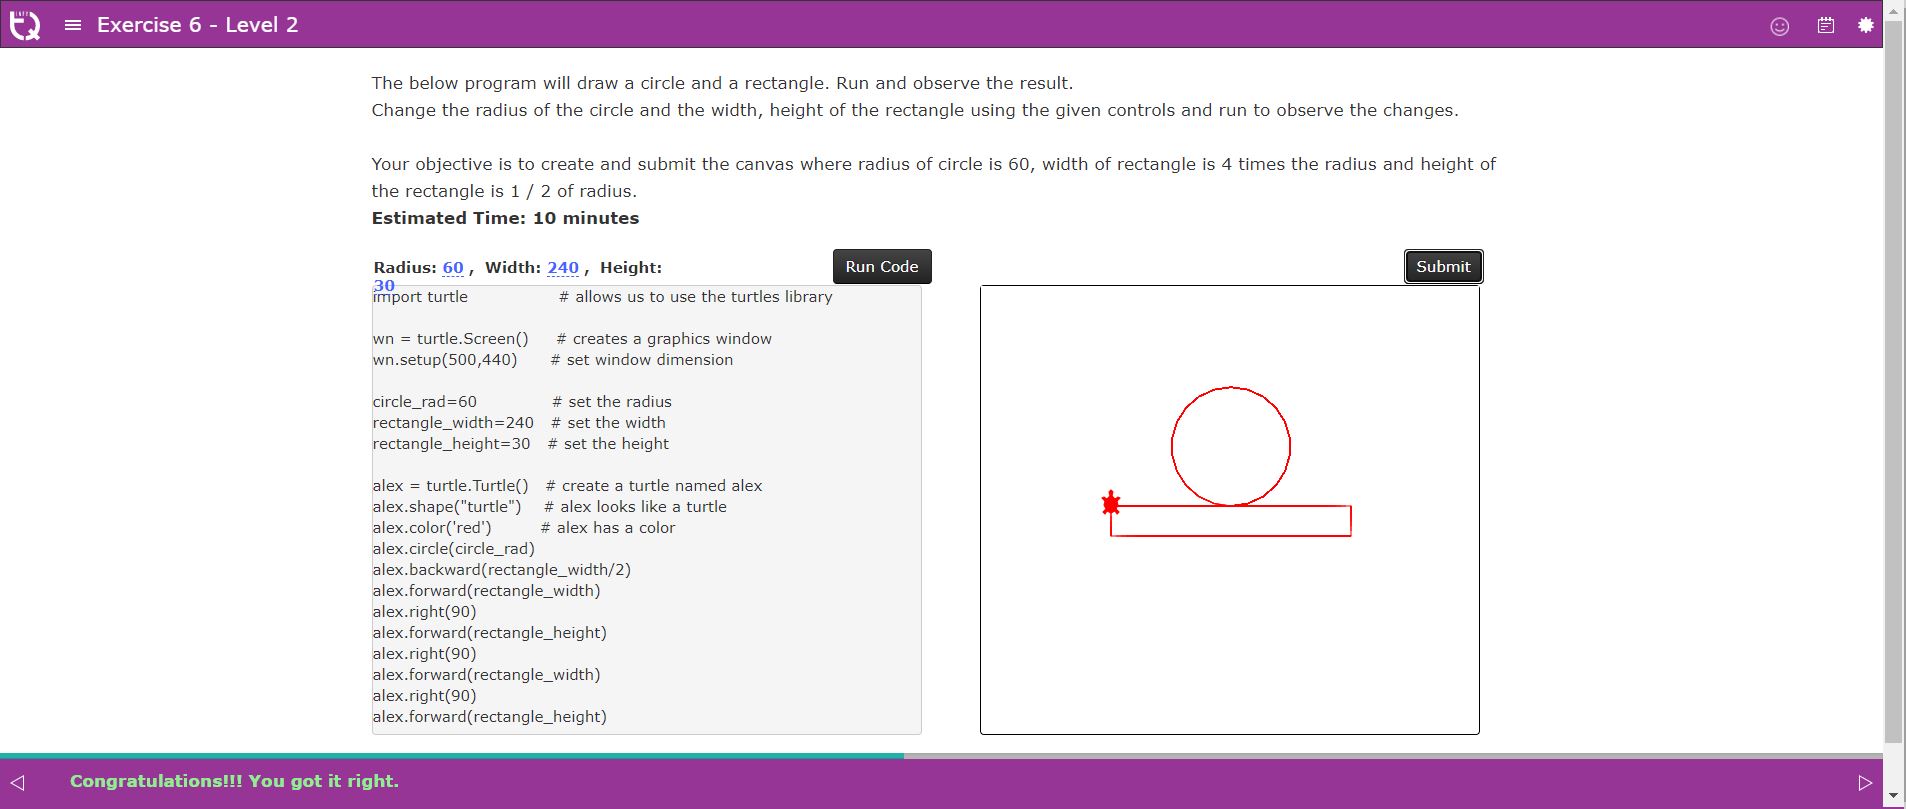 Exercise 6 - Level 2
The below program will draw a circle and a rectangle. Run and observe the result.
Change the radius of the circle and the width, height of the rectangle using the given controls and run to observe the changes.
Your objective is to create and submit the canvas where radius of circle is 60, width of rectangle is 4 times the radius and height of
the rectangle is 1 / 2 of radius.
Estimated Time: 10 minutes
Radius: 60 , Width: 240 , Height:
30
Run Code
Submit
import turtle # allows us to use the turtles library
wn = turtle.Screen() # creates a graphics window
wn.setup(500,440) # set window dimension
circle_rad=60 # set the radius
rectangle_width=240 # set the width
rectangle_height=30 # set the height
alex = turtle.Turtle() # create a turtle named alex
alex.shape("turtle") # alex looks like a turtle
alex.color('red') # alex has a color
alex.circle(circle_rad)
alex.backward(rectangle_width/2)
alex.forward(rectangle_width)
alex.right(90)
alex.forward(rectangle_height)
alex.right(90)
alex.forward(rectangle_width)
alex.right(90)
alex.forward(rectangle_height)
Congratulations!!! You got it right.